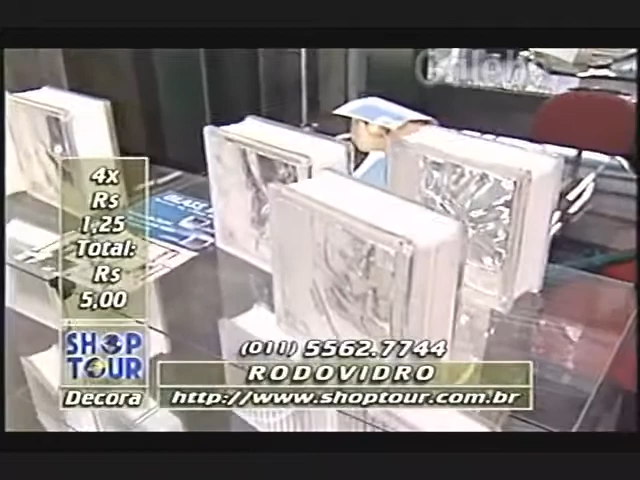 4x
Rs
1,25
Total:
Rs
5,00
SHOP
TOUR
Decora
(011) 5562.7744
RODOVIDRO
http://www.shoptour.com.br